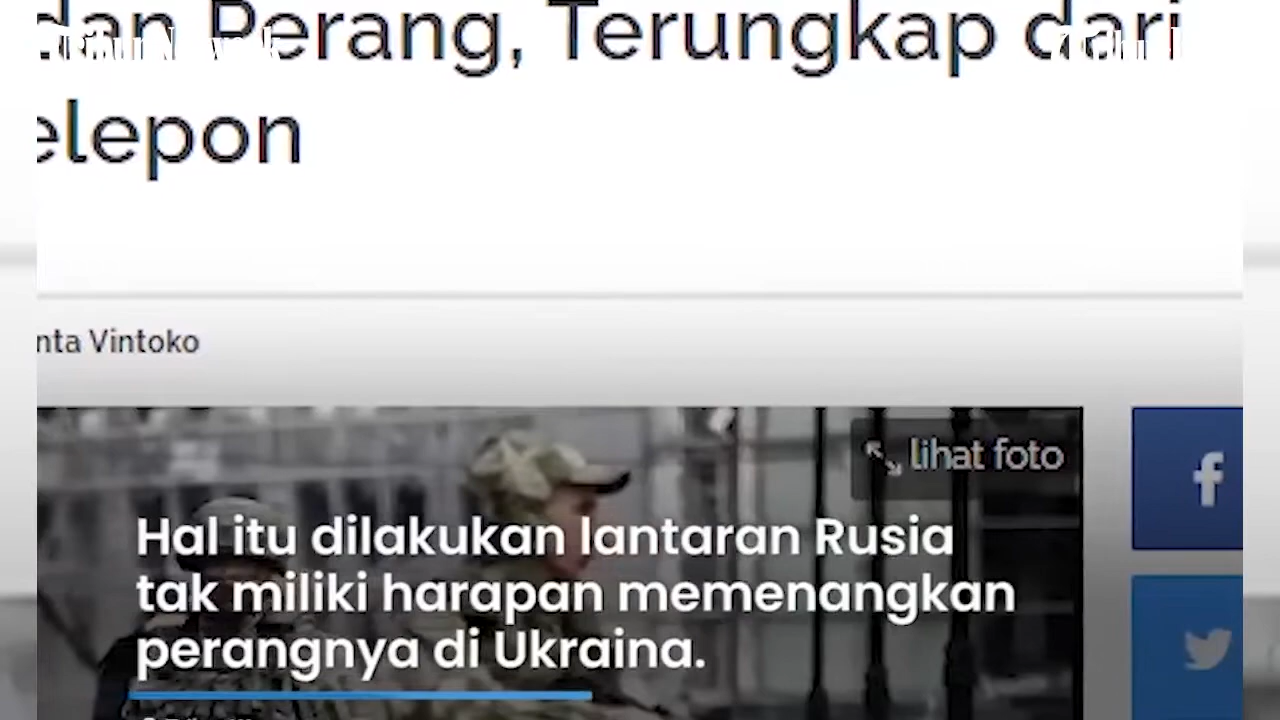 dan Perang, Terungkap dari
elepon
nta Vintoko
lihat foto
Hal itu dilakukan lantaran Rusia
tak miliki harapan memenangkan
perangnya di Ukraina.